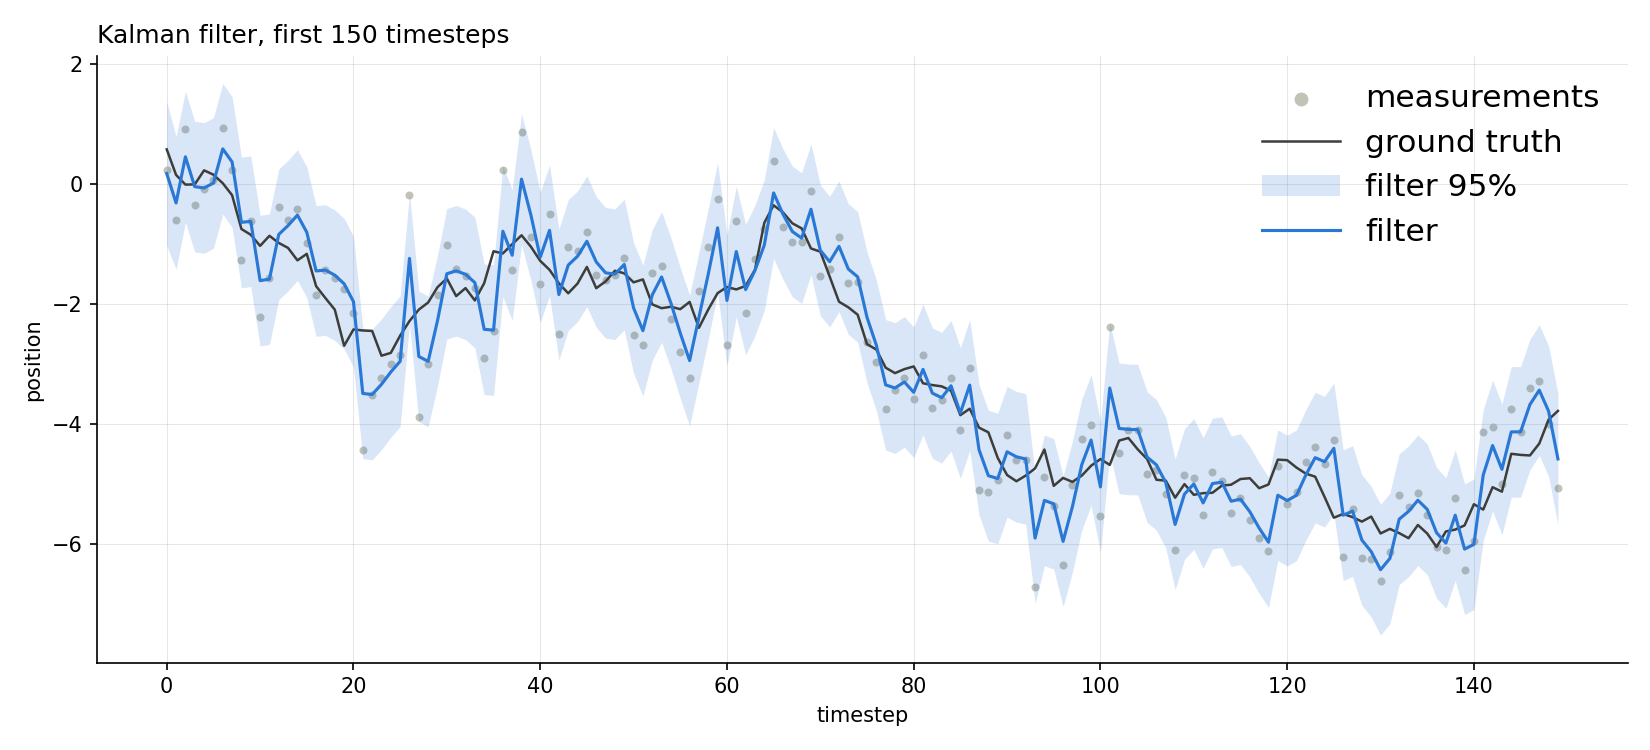 Kalman filter, first 150 timesteps
2
0
−2
−4
−6
position
0 20 40 60 80 100 120 140
timestep
measurements
ground truth
filter 95%
filter